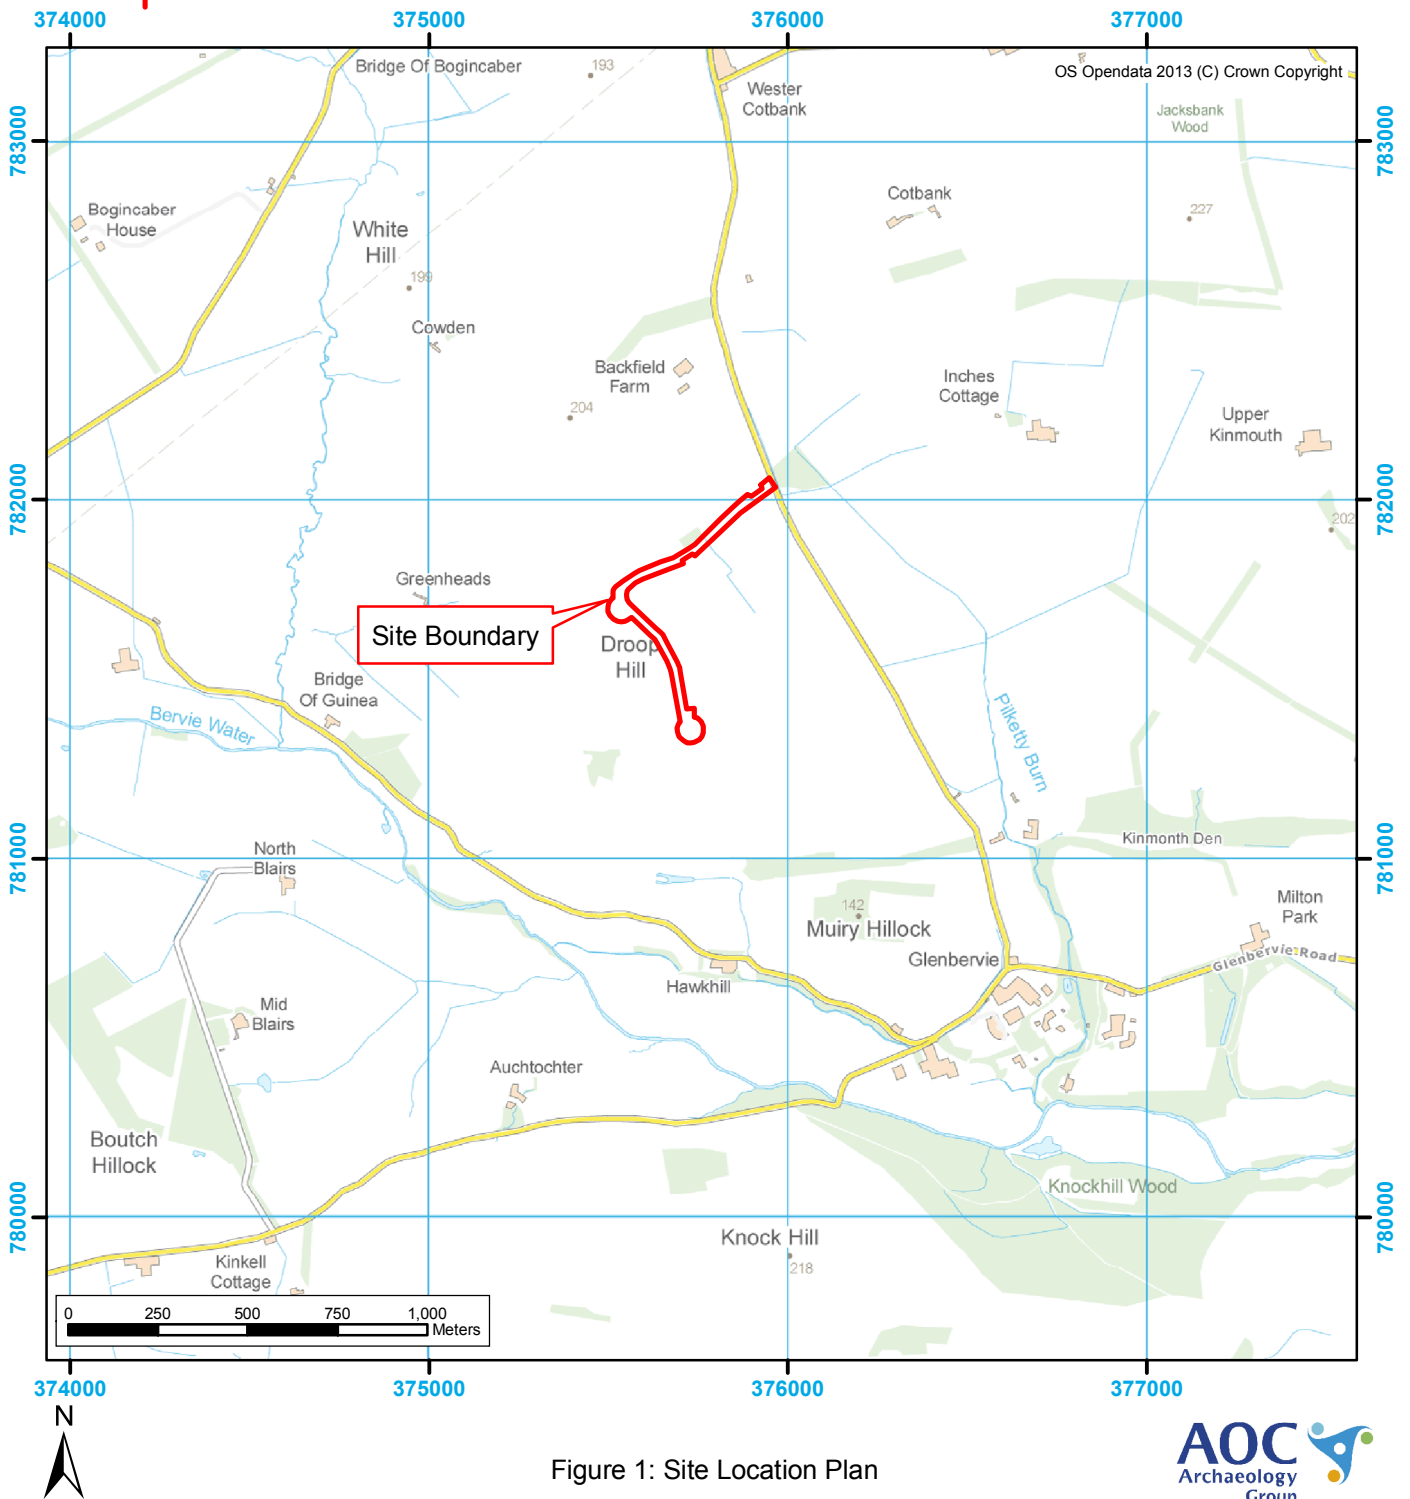 374000
375000
376000
377000
Bridge Of Bogincaber
193
Wester
Cotbank
OS Opendata 2013 (C) Crown Copyright
Jacksbank
Wood
783000
783000
Bogincaber
House
White
Hill
Cotbank
227
199
Cowden
Backfield
Farm
204
Inches
Cottage
Upper
Kinmouth
782000
782000
202
Greenheads
Site Boundary
Droop
Hill
Bridge
Of Guinea
Bervie Water
Pilketty Burn
781000
781000
Kinmonth Den
North
Blairs
142
Muiry Hillock
Milton
Park
Glenbervie
Glenbervie Road
Hawkhill
Mid
Blairs
Auchtochter
Boutch
Hillock
Knockhill Wood
780000
780000
Knock Hill
218
Kinkell
Cottage
0
250
500
750
1,000
Meters
374000
375000
376000
377000
N
Figure 1: Site Location Plan
AOC
Archaeology
Group